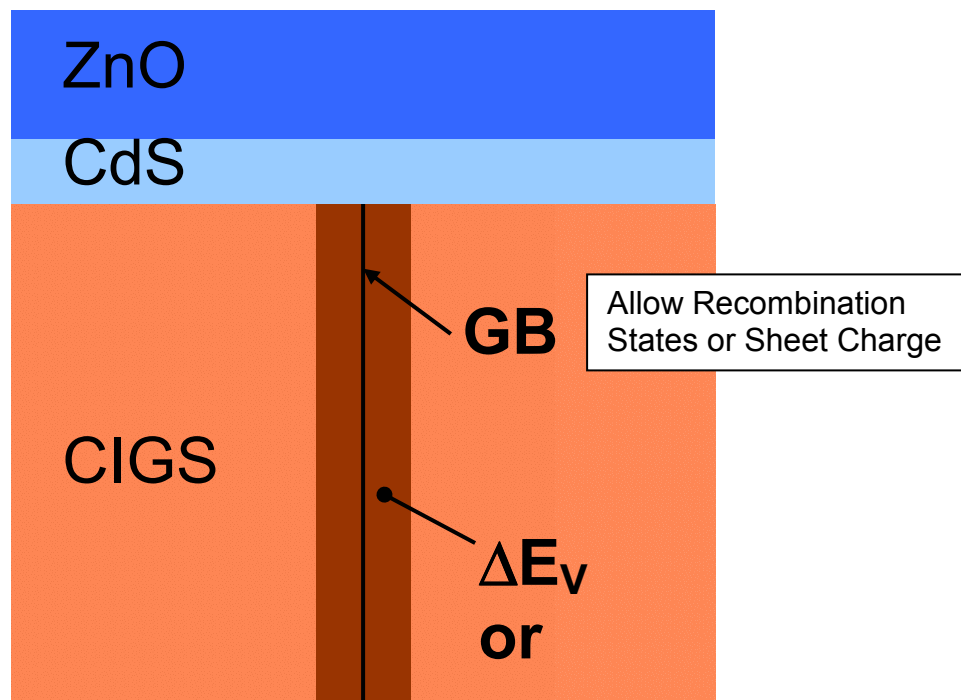 ZnO
CdS
GB
Allow Recombination
States or Sheet Charge
CIGS
ΔEV
or